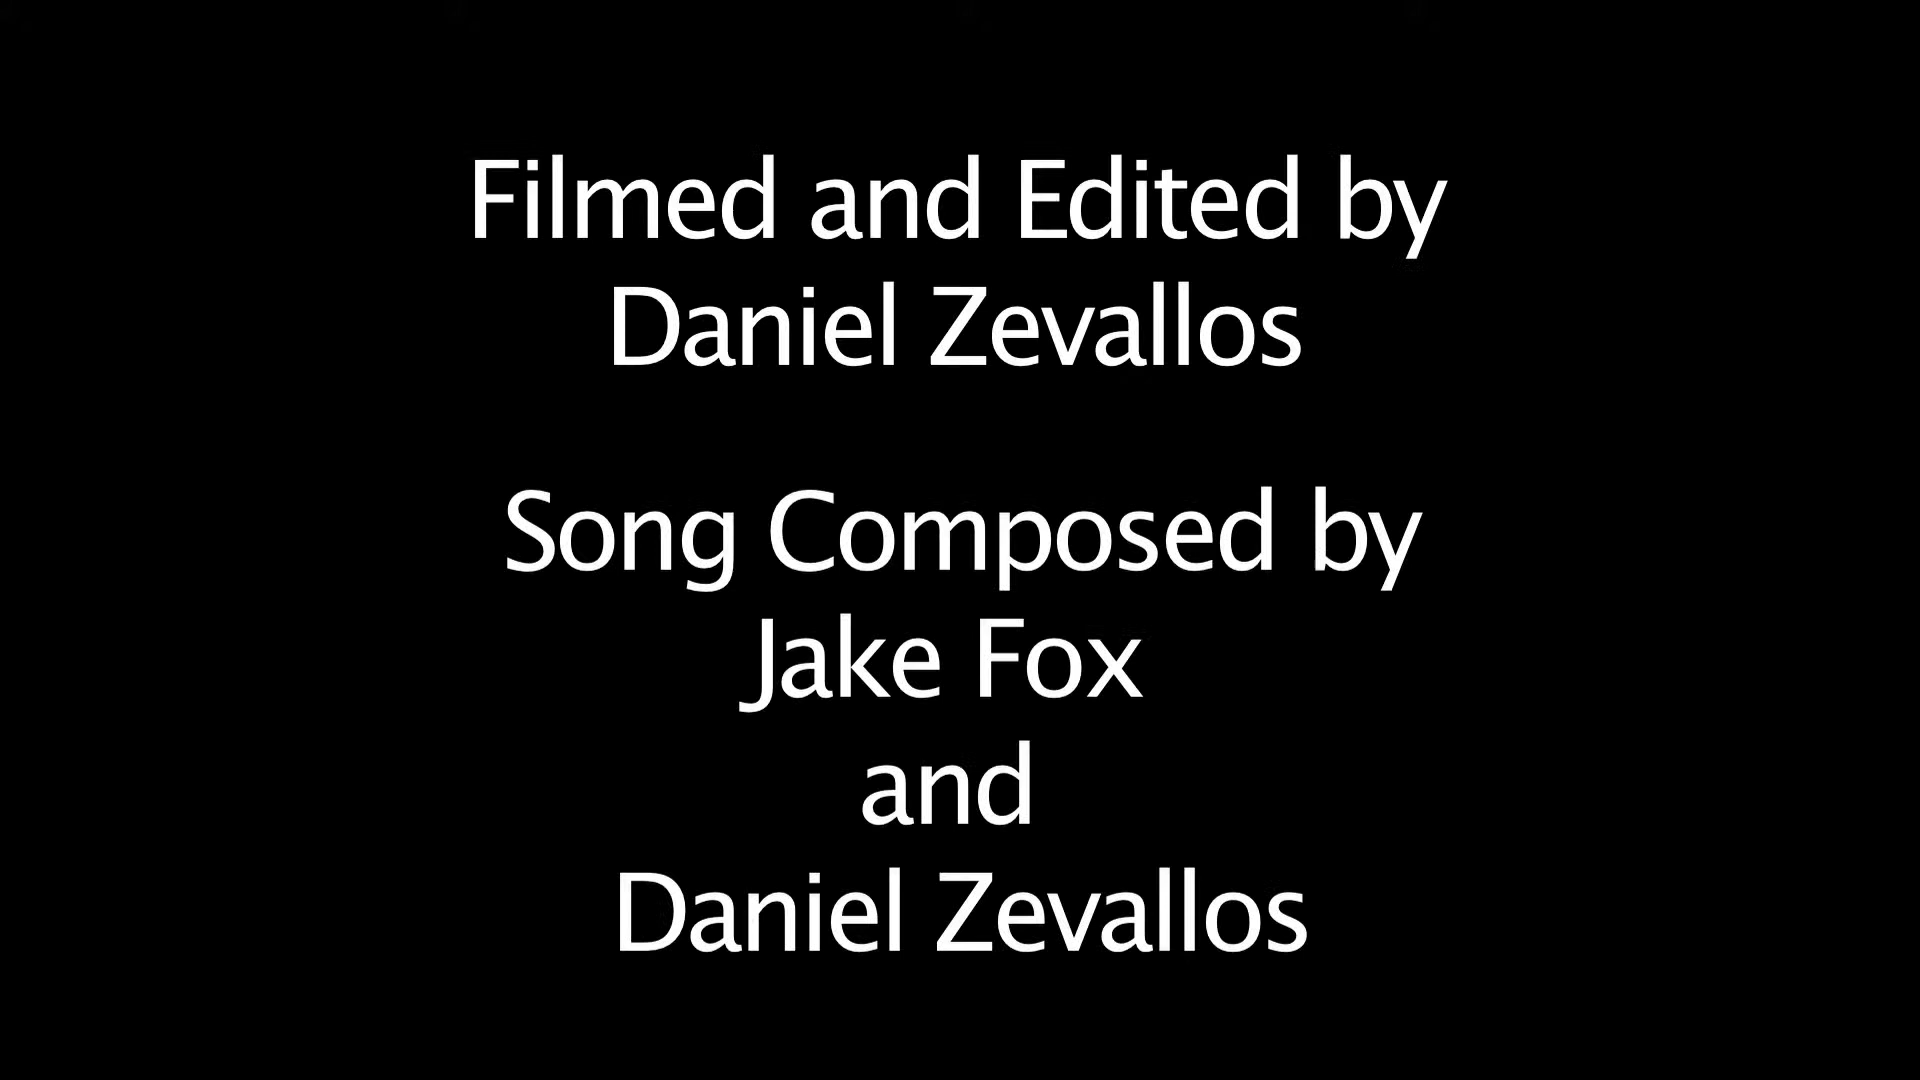 Filmed and Edited by
Daniel Zevallos
Song Composed by
Jake Fox
and
Daniel Zevallos